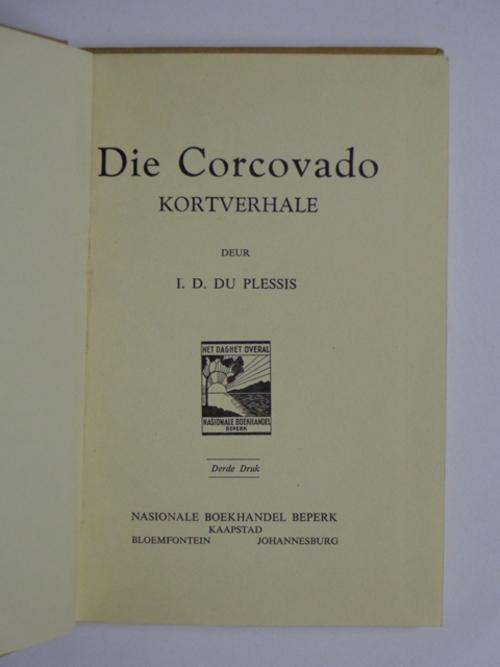 Die Corcovado
KORTVERHALE
DEUR
I. D. DU PLESSIS
HET DAGHET OVERAL
NASIONALE BOEKHANDEL
BEPERK
Derde Druk
NASIONALE BOEKHANDEL BEPERK
KAAPSTAD
BLOEMFONTEIN JOHANNESBURG